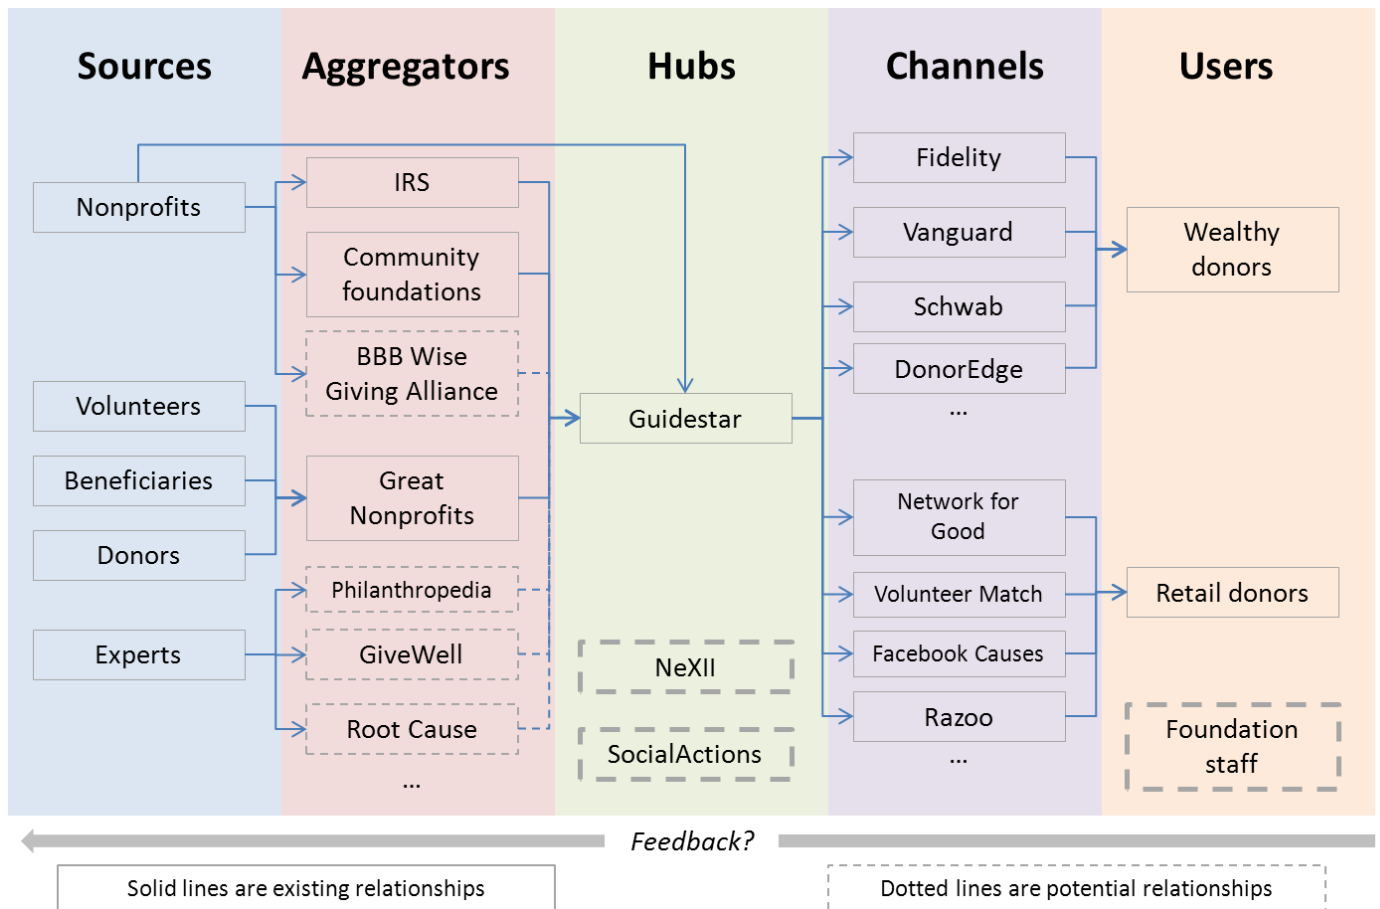 Sources
Aggregators
Hubs
Channels
Users
Nonprofits
Volunteers
Beneficiaries
Donors
Experts
IRS
Community
foundations
BBB Wise
Giving Alliance
Great
Nonprofits
Philanthropedia
GiveWell
Root Cause
...
Guidestar
NeXII
SocialActions
Fidelity
Vanguard
Schwab
DonorEdge
...
Network for
Good
Volunteer Match
Facebook Causes
Razoo
...
Wealthy
donors
Retail donors
Foundation
staff
Feedback?
Solid lines are existing relationships
Dotted lines are potential relationships